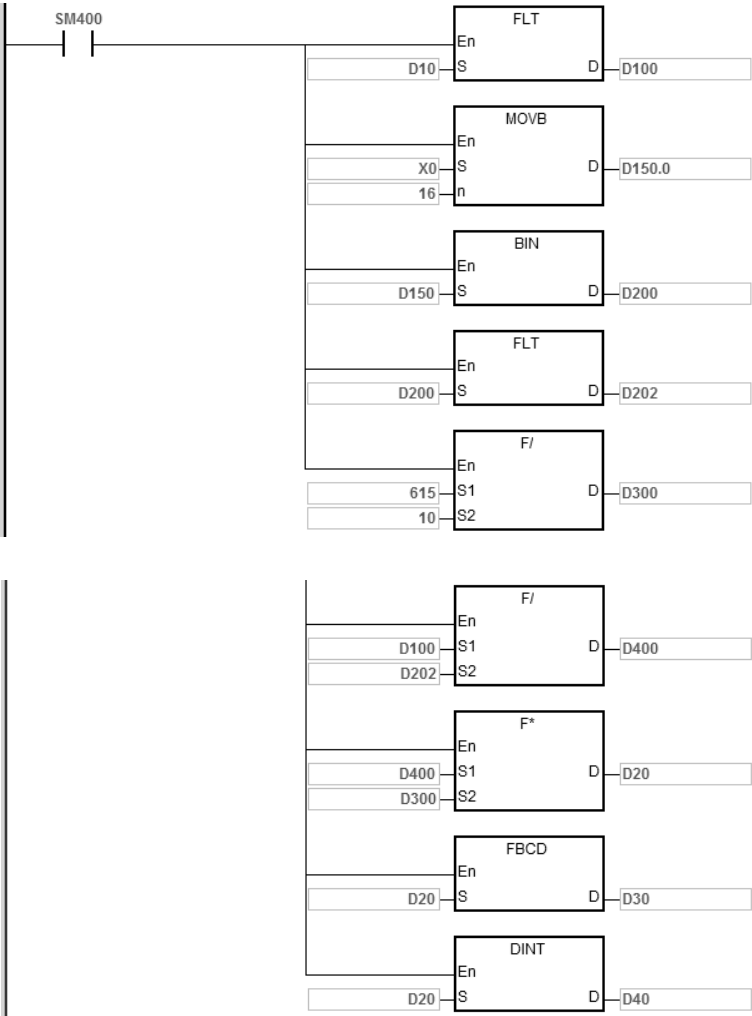 SM400
FLT
En
D10 S D D100
MOVB
En
X0 S D D150.0
16 n
BIN
En
D150 S D D200
FLT
En
D200 S D D202
F/
En
615 S1 D D300
10 S2
F/
En
D100 S1 D D400
D202 S2
F*
En
D400 S1 D D20
D300 S2
FBCD
En
D20 S D D30
DINT
En
D20 S D D40